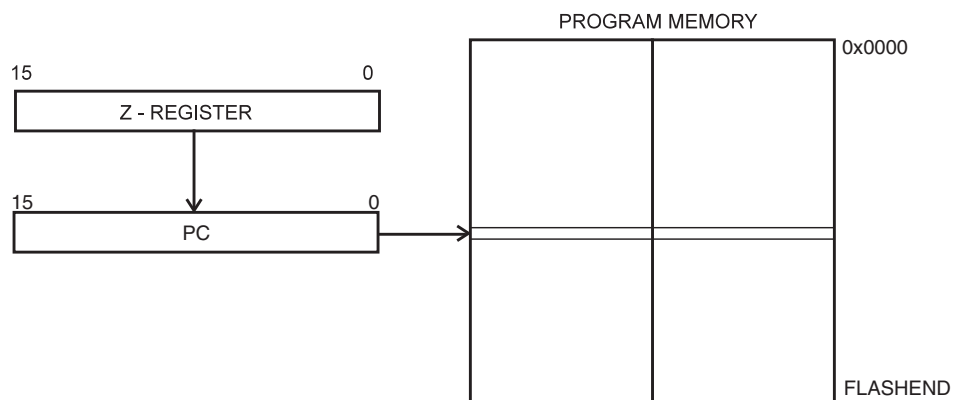 PROGRAM MEMORY
0x0000
15 0
Z - REGISTER
15 0
PC
FLASHEND